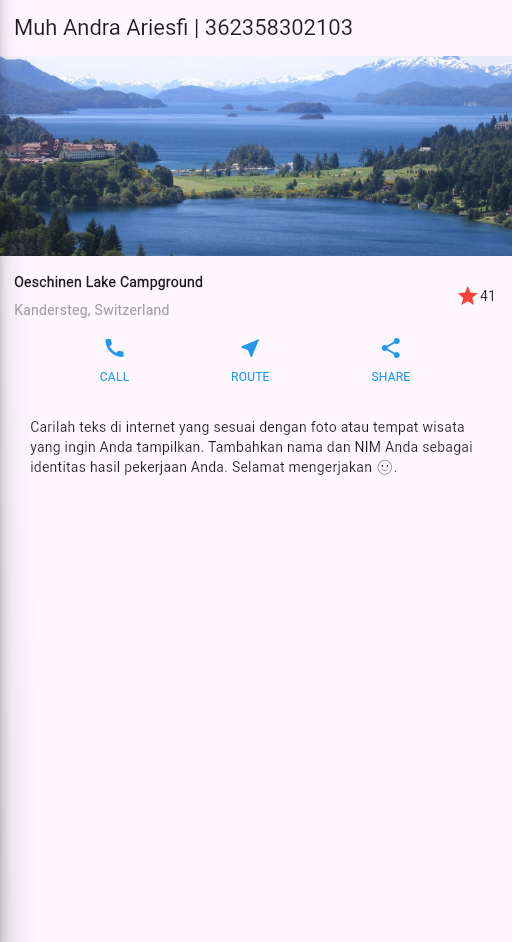 Muh Andra Ariesfi | 362358302103
Oeschinen Lake Campground
41
Kandersteg, Switzerland
CALL ROUTE SHARE
Carilah teks di internet yang sesuai dengan foto atau tempat wisata
yang ingin Anda tampilkan. Tambahkan nama dan NIM Anda sebagai
identitas hasil pekerjaan Anda. Selamat mengerjakan 🙂.